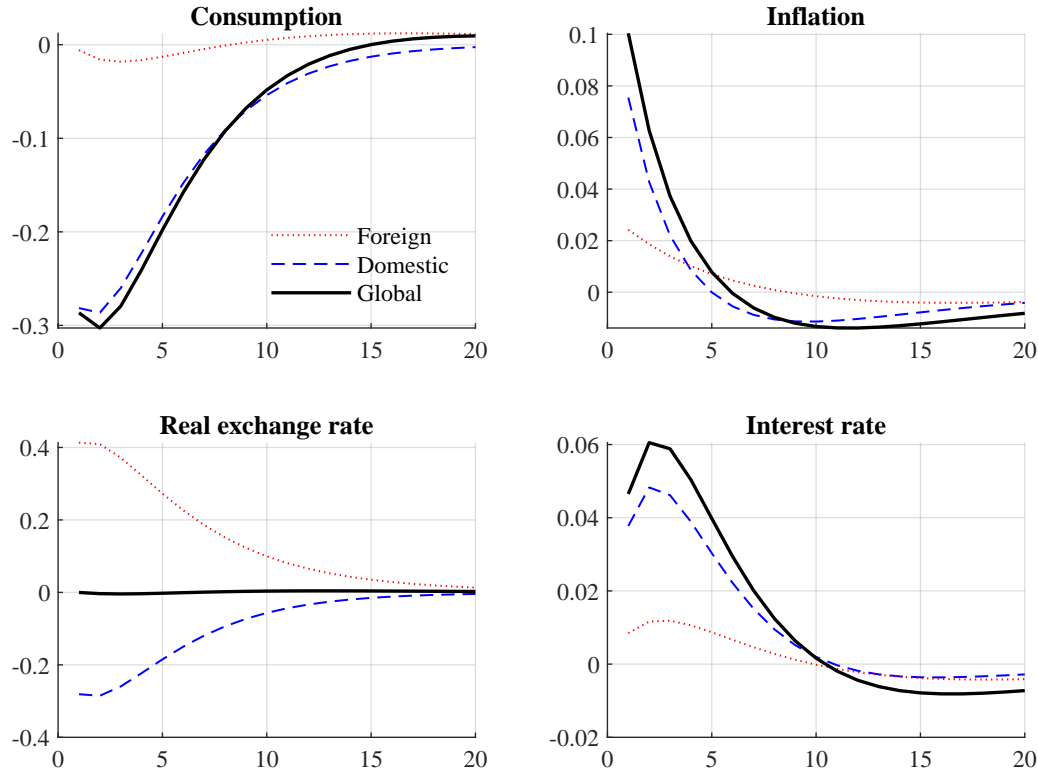 Consumption
0
-0.1
-0.2
-0.3
0 5 10 15 20
Foreign
Domestic
Global
Inflation
0.1
0.08
0.06
0.04
0.02
0
0 5 10 15 20
Real exchange rate
0.4
0.2
0
-0.2
-0.4
0 5 10 15 20
Interest rate
0.06
0.04
0.02
0
-0.02
0 5 10 15 20